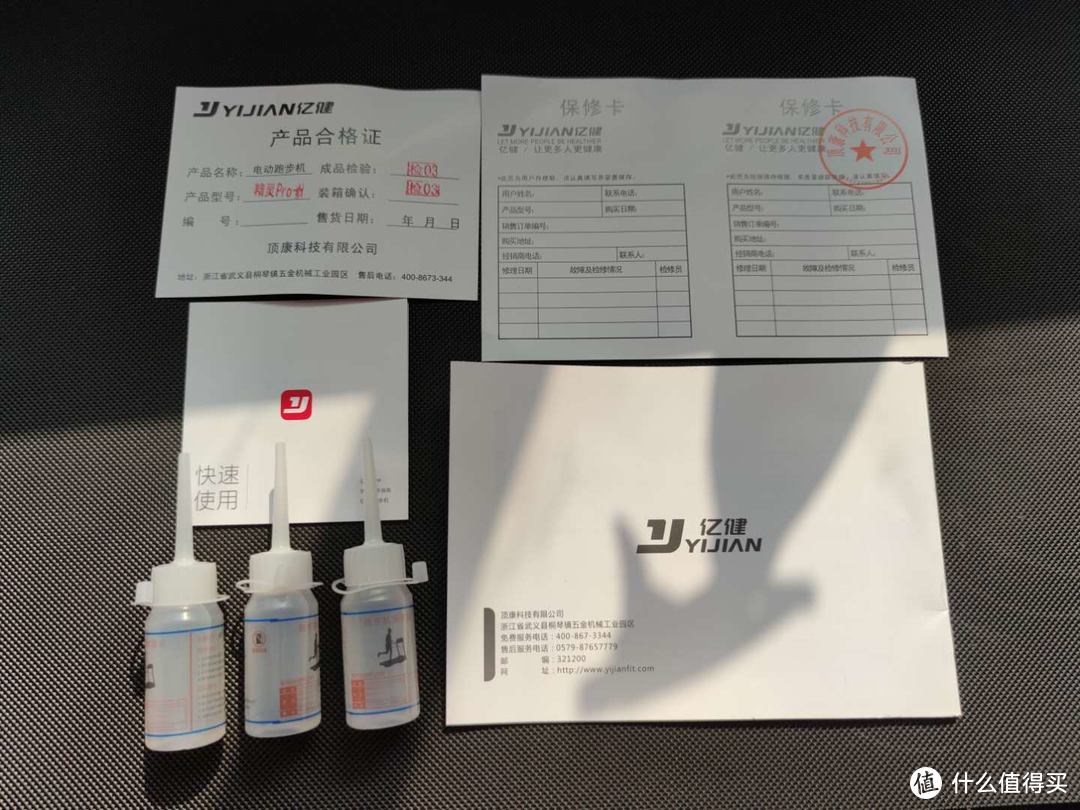 YIJIAN亿健
产品合格证
产品名称: 电动跑步机 成品检验: 检03
产品型号: 精灵Pro 装箱确认: 检03
编 号: 售货日期: 年 月 日
顶康科技有限公司
地址: 浙江省武义县桐琴镇五金机械工业园区 售后电话: 400-8673-344
保修卡
YIJIAN亿健
LET MORE PEOPLE BE HEALTHIER
亿健 / 让更多人更健康
用户姓名: 联系电话:
产品型号: 购买日期:
销售订单编号:
购买地址:
经销商电话: 联系人:
修理日期 故障及检修情况 检修员
保修卡
YIJIAN亿健
LET MORE PEOPLE BE HEALTHIER
亿健 / 让更多人更健康
顶康科技有限公
用户姓名: 联系电话:
产品型号: 购买日期:
销售订单编号:
购买地址:
经销商电话: 联系人:
修理日期 故障及检修情况 检修员
快速
使用
亿健
YIJIAN
顶康科技有限公司
浙江省武义县桐琴镇五金机械工业园区
免费服务电话: 400-867-3344
售后服务电话: 0579-87657779
邮 编: 321200
网 址: http://www.yijianfit.com
值 什么值得买